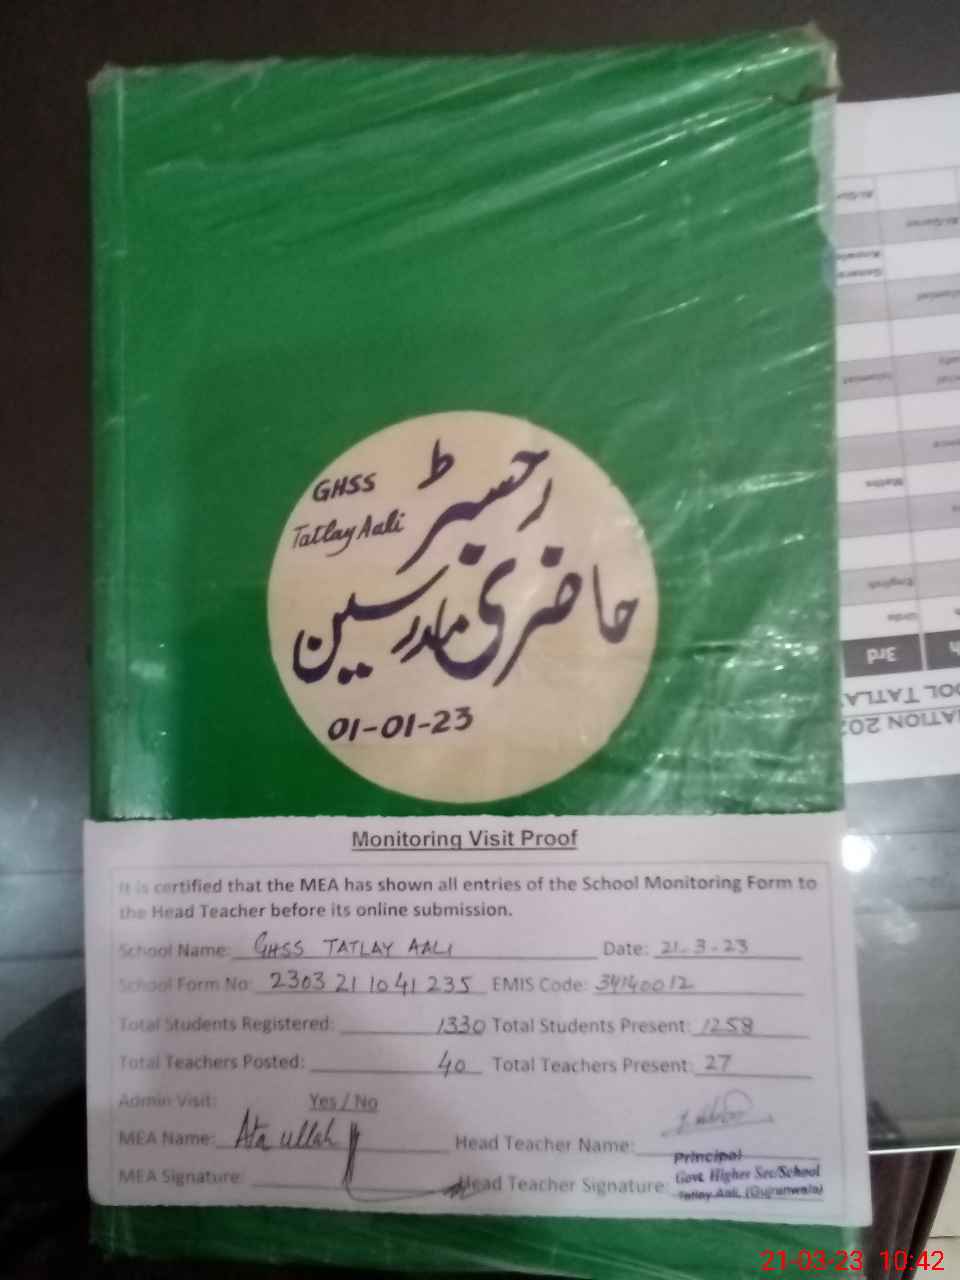 GHSS
Tatlay Aali
رجسٹر
حاضری مدرسین
01-01-23
Monitoring Visit Proof
It is certified that the MEA has shown all entries of the School Monitoring Form to
the Head Teacher before its online submission.
School Name: GHSS TATLAY AALI Date: 21-3-23
School Form No: 2303 21 10 41 235 EMIS Code: 34140012
Total Students Registered: 1330 Total Students Present: 1258
Total Teachers Posted: 40 Total Teachers Present: 27
Admin Visit: Yes / No
MEA Name: Ata ullah Head Teacher Name:
MEA Signature: Head Teacher Signature:
Principal
Govt. Higher Sec/School
Tatlay Aali, (Gujranwala)
3rd
Urdu
English
Maths
21-03-23 10:42